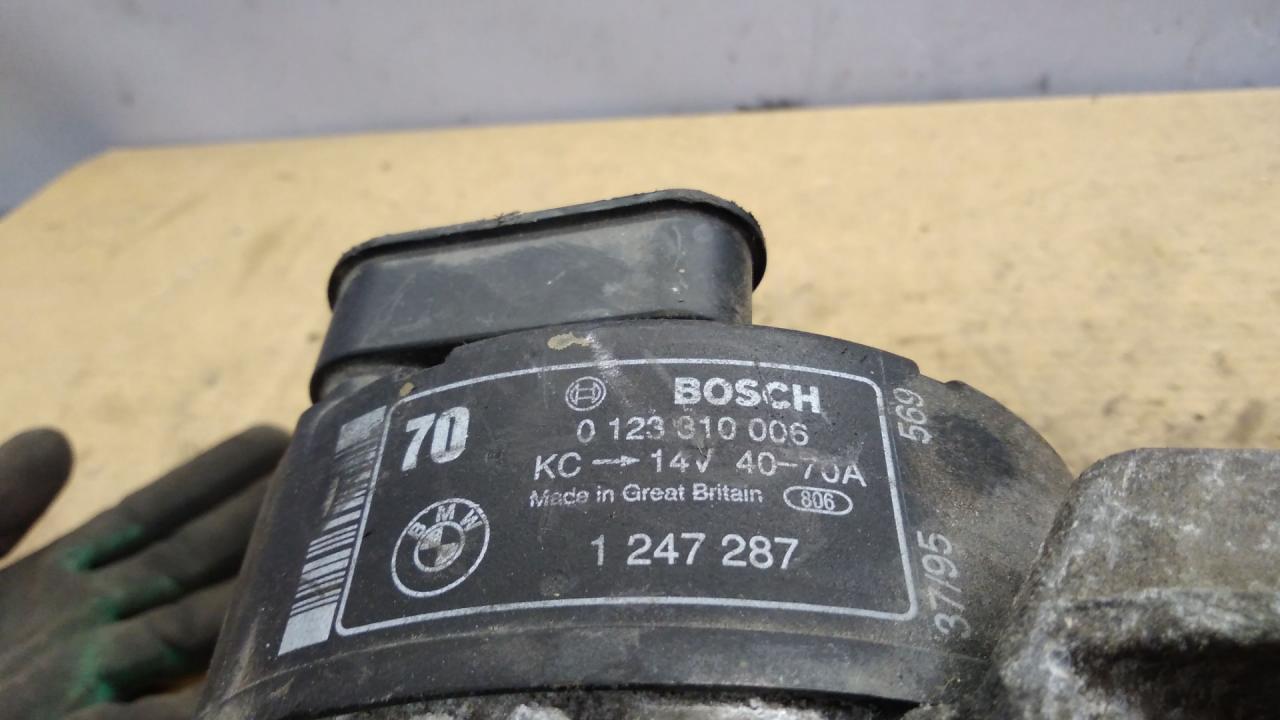 70
BOSCH
0 123 310 006
KC→14V 40-70A
Made in Great Britain 806
BMW
1 247 287
569
37/95